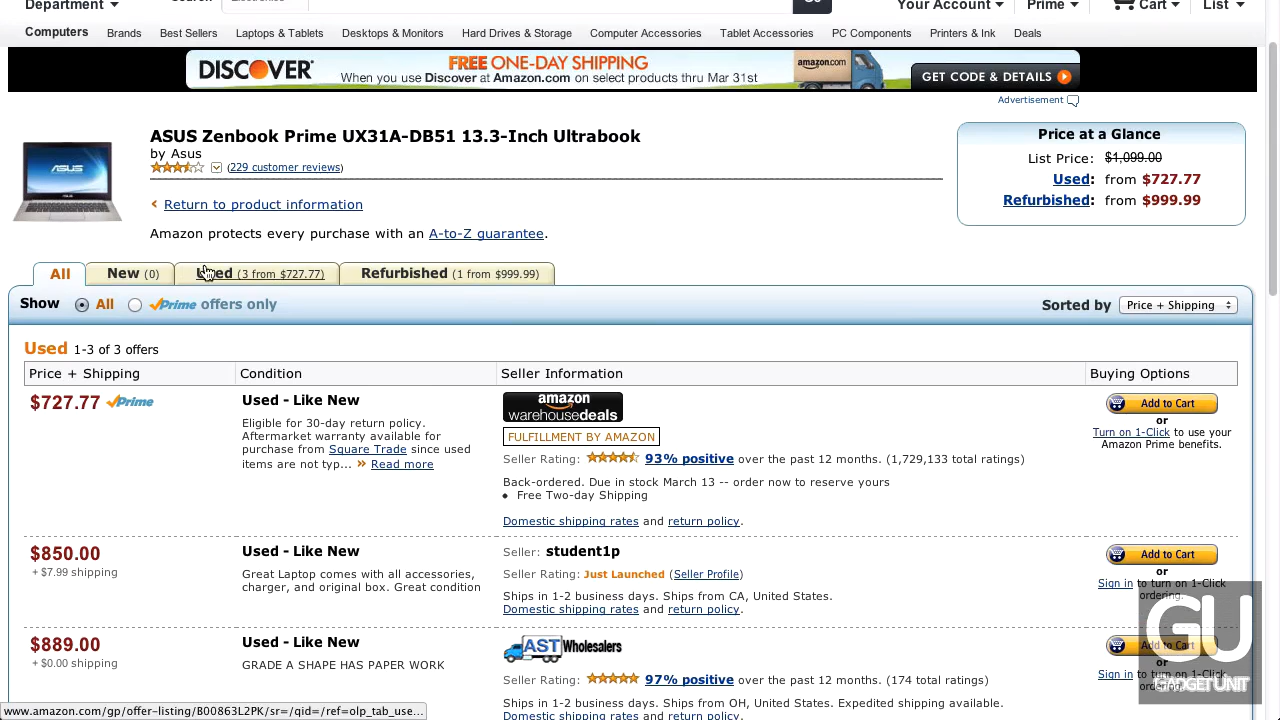 Department
Your Account Prime Cart List
Computers Brands Best Sellers Laptops & Tablets Desktops & Monitors Hard Drives & Storage Computer Accessories Tablet Accessories PC Components Printers & Ink Deals
DISCOVER FREE ONE-DAY SHIPPING
When you use Discover at Amazon.com on select products thru Mar 31st
amazon.com
GET CODE & DETAILS
Advertisement
ASUS Zenbook Prime UX31A-DB51 13.3-Inch Ultrabook
by Asus
(229 customer reviews)
‹ Return to product information
Amazon protects every purchase with an A-to-Z guarantee.
Price at a Glance
List Price: $1,099.00
Used: from $727.77
Refurbished: from $999.99
All New (0) Used (3 from $727.77) Refurbished (1 from $999.99)
Show All Prime offers only Sorted by Price + Shipping
Used 1-3 of 3 offers
Price + Shipping Condition Seller Information Buying Options
$727.77 Prime
Used - Like New
Eligible for 30-day return policy.
Aftermarket warranty available for
purchase from Square Trade since used
items are not typ... » Read more
amazon
warehousedeals
FULFILLMENT BY AMAZON
Seller Rating: 93% positive over the past 12 months. (1,729,133 total ratings)
Back-ordered. Due in stock March 13 -- order now to reserve yours
• Free Two-day Shipping
Domestic shipping rates and return policy.
Add to Cart
or
Turn on 1-Click to use your
Amazon Prime benefits.
$850.00
+ $7.99 shipping
Used - Like New
Great Laptop comes with all accessories,
charger, and original box. Great condition
Seller: student1p
Seller Rating: Just Launched (Seller Profile)
Ships in 1-2 business days. Ships from CA, United States.
Domestic shipping rates and return policy.
Add to Cart
or
Sign in to turn on 1-Click
ordering.
$889.00
+ $0.00 shipping
Used - Like New
GRADE A SHAPE HAS PAPER WORK
AST Wholesalers
Seller Rating: 97% positive over the past 12 months. (174 total ratings)
Ships in 1-2 business days. Ships from OH, United States. Expedited shipping available.
Domestic shipping rates and return policy.
Add to Cart
or
Sign in to turn on 1-Click
ordering.
GU
GADGET UNIT
www.amazon.com/gp/offer-listing/B00863L2PK/sr=/qid=/ref=olp_tab_use...